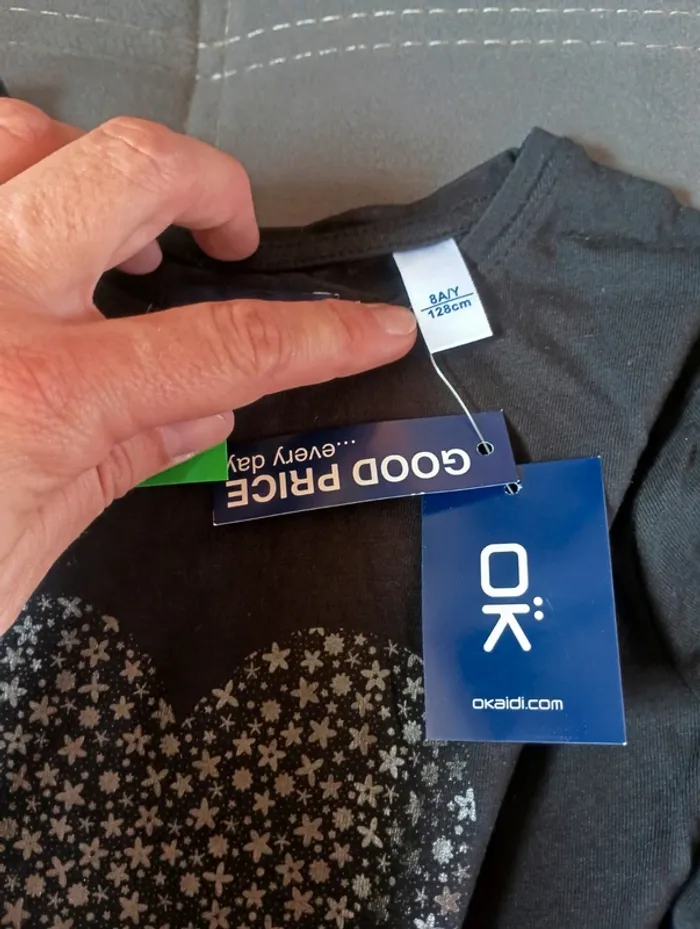 8A/Y
128cm
GOOD PRICE
...every day
OK
okaidi.com